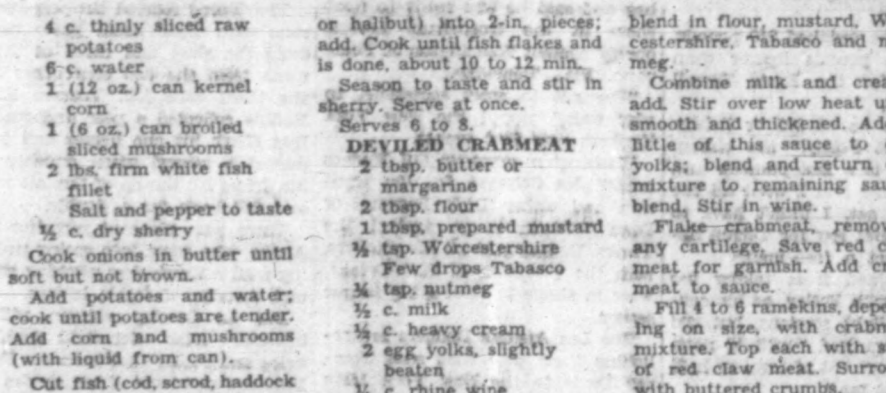 4 c. thinly sliced raw
potatoes
6 c. water
1 (12 oz.) can kernel
corn
1 (6 oz.) can broiled
sliced mushrooms
2 lbs. firm white fish
fillet
Salt and pepper to taste
½ c. dry sherry
Cook onions in butter until
soft but not brown.
Add potatoes and water;
cook until potatoes are tender.
Add corn and mushrooms
(with liquid from can).
Cut fish (cod, scrod, haddock
or halibut) into 2-in. pieces;
add. Cook until fish flakes and
is done, about 10 to 12 min.
Season to taste and stir in
sherry. Serve at once.
Serves 6 to 8.
DEVILED CRABMEAT
2 tbsp. butter or
margarine
2 tbsp. flour
1 tbsp. prepared mustard
½ tsp. Worcestershire
Few drops Tabasco
tsp. nutmeg
½ c. milk
½ c. heavy cream
2 egg yolks, slightly
beaten
c. rhine wine
blend in flour, mustard, W
cestershire, Tabasco and
meg.
Combine milk and crea
add. Stir over low heat u
smooth and thickened. Ad
little of this sauce to
yolks; blend and return
mixture to remaining sau
blend. Stir in wine.
Flake crabmeat, remov
any cartilege. Save red c
meat for garnish. Add cr
meat to sauce.
Fill 4 to 6 ramekins, depe
ing on size, with crabm
mixture. Top each with s
of red claw meat. Surro
with buttered crumbs.